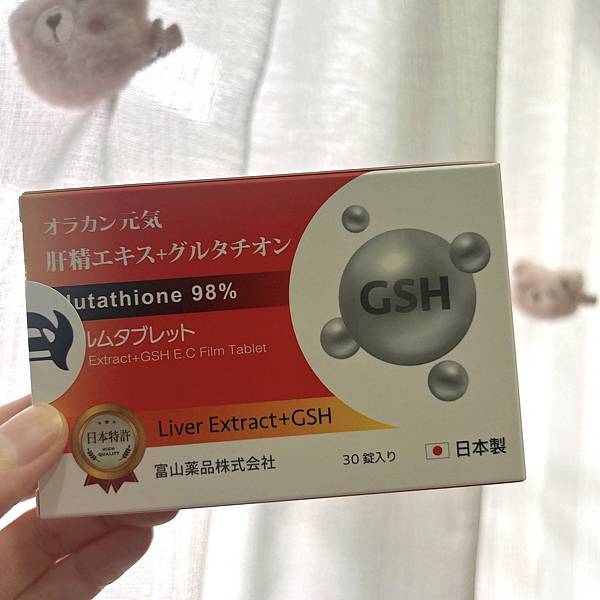 オラカン元気
肝精エキス+グルタチオン
lutathione 98%
ルムタブレット
Extract+GSH E.C Film Tablet
GSH
日本特許
HIGH
QUALITY
Liver Extract+GSH
富山薬品株式会社
30 錠入り
日本製